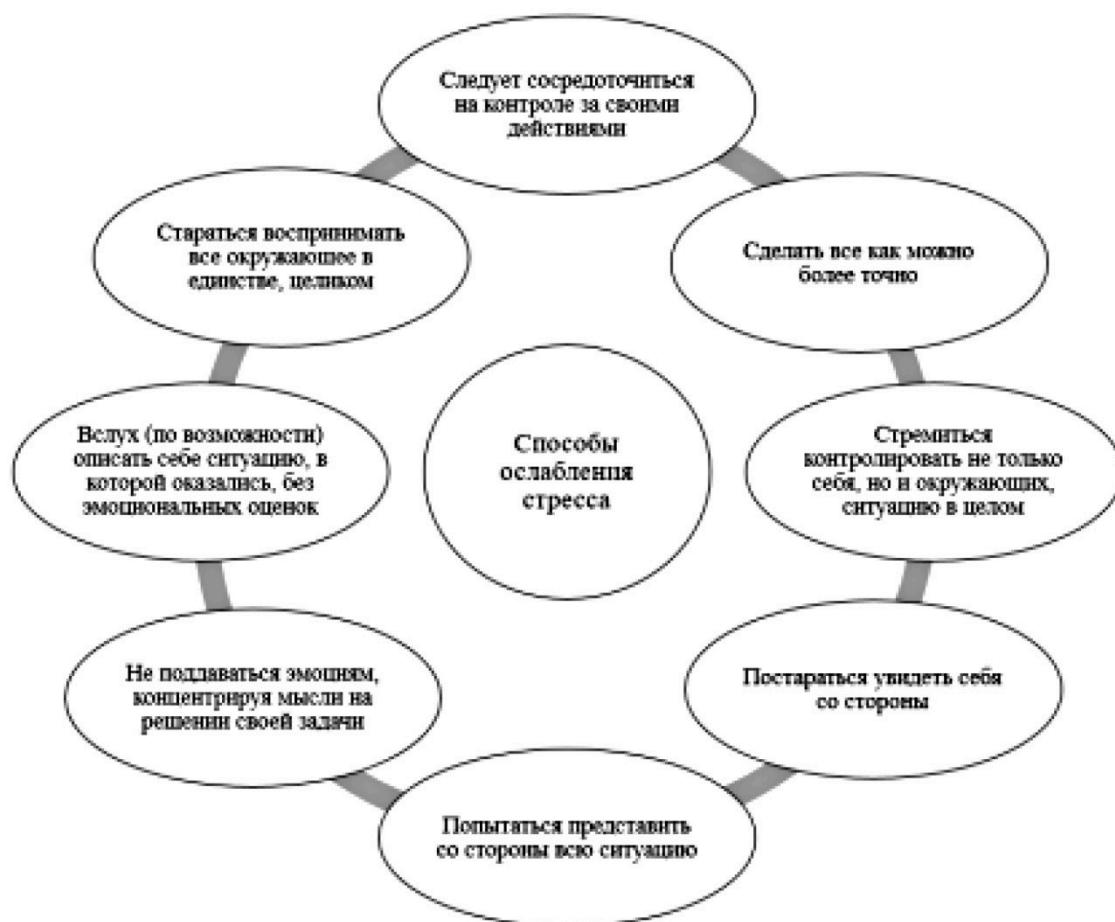 Следует сосредоточиться
на контроле за своими
действиями
Стараться воспринимать
все окружающее в
единстве, целиком
Сделать все как можно
более точно
Вслух (по возможности)
описать себе ситуацию, в
которой оказались, без
эмоциональных оценок
Способы
ослабления
стресса
Стремиться
контролировать не только
себя, но и окружающих,
ситуацию в целом
Не поддаваться эмоциям,
концентрируя мысли на
решении своей задачи
Постараться увидеть себя
со стороны
Попытаться представить
со стороны всю ситуацию